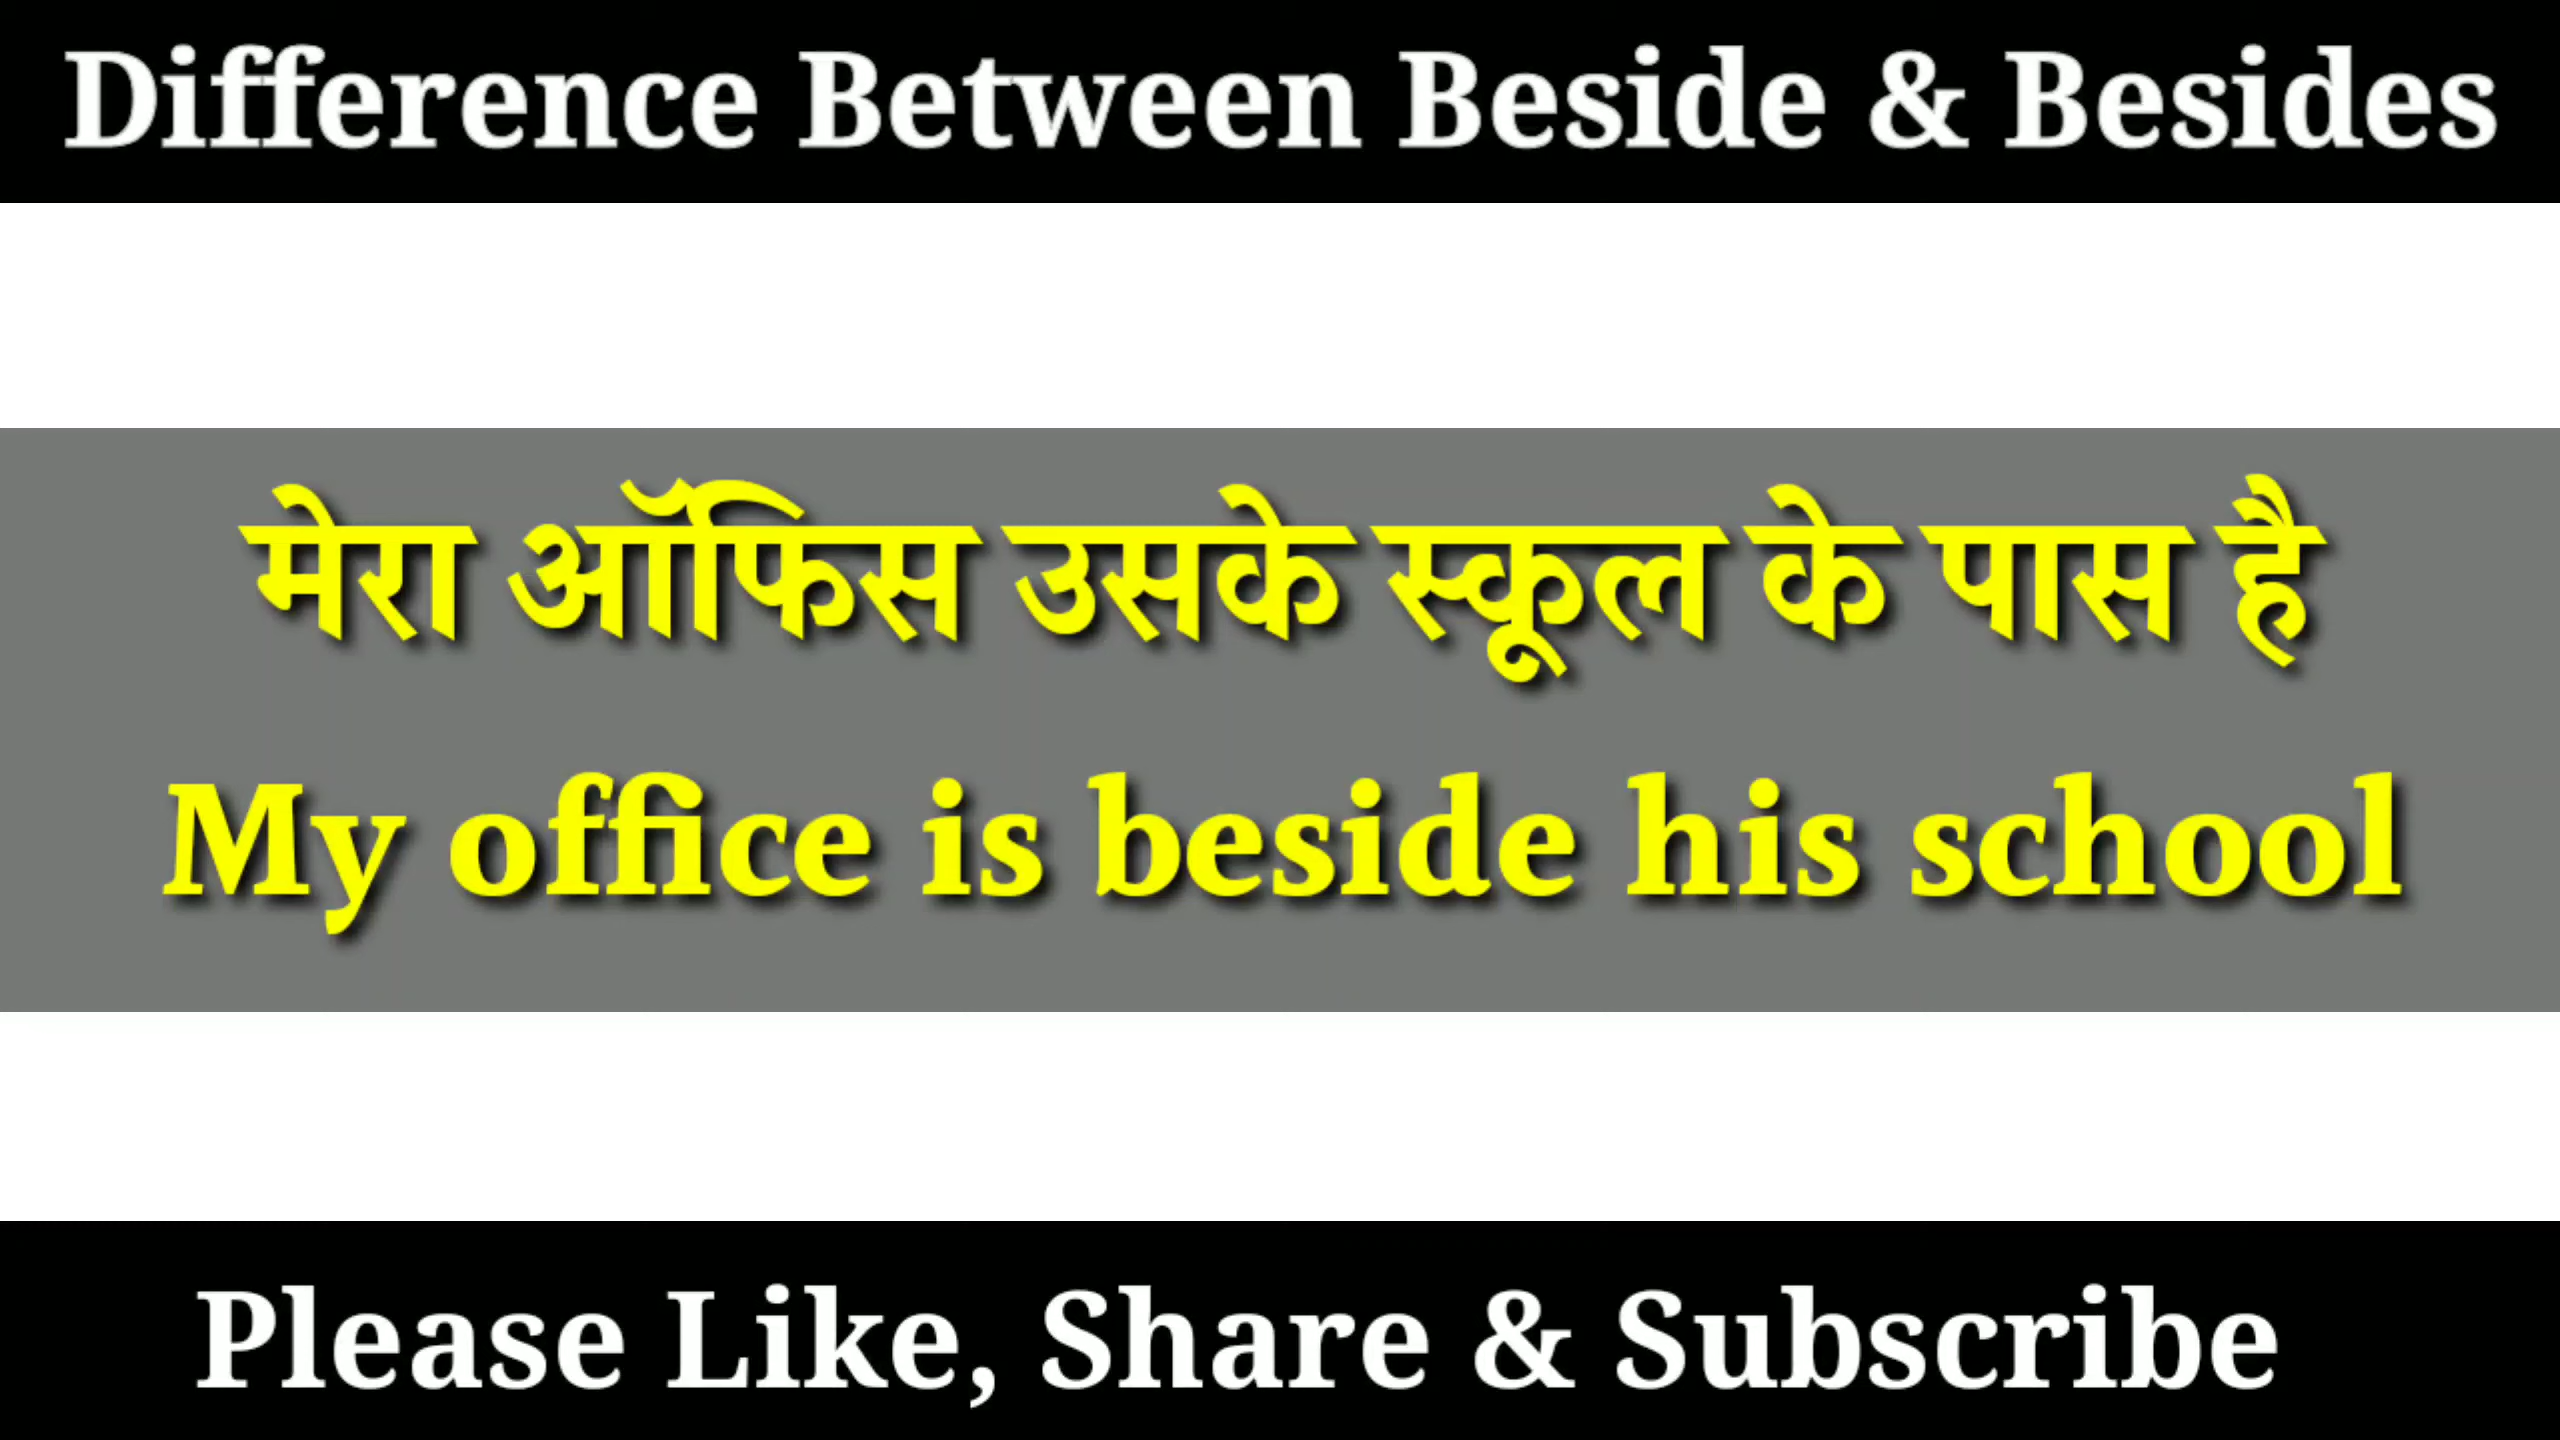 Difference Between Beside & Besides
मेरा ऑफिस उसके स्कूल के पास है
My office is beside his school
Please Like, Share & Subscribe